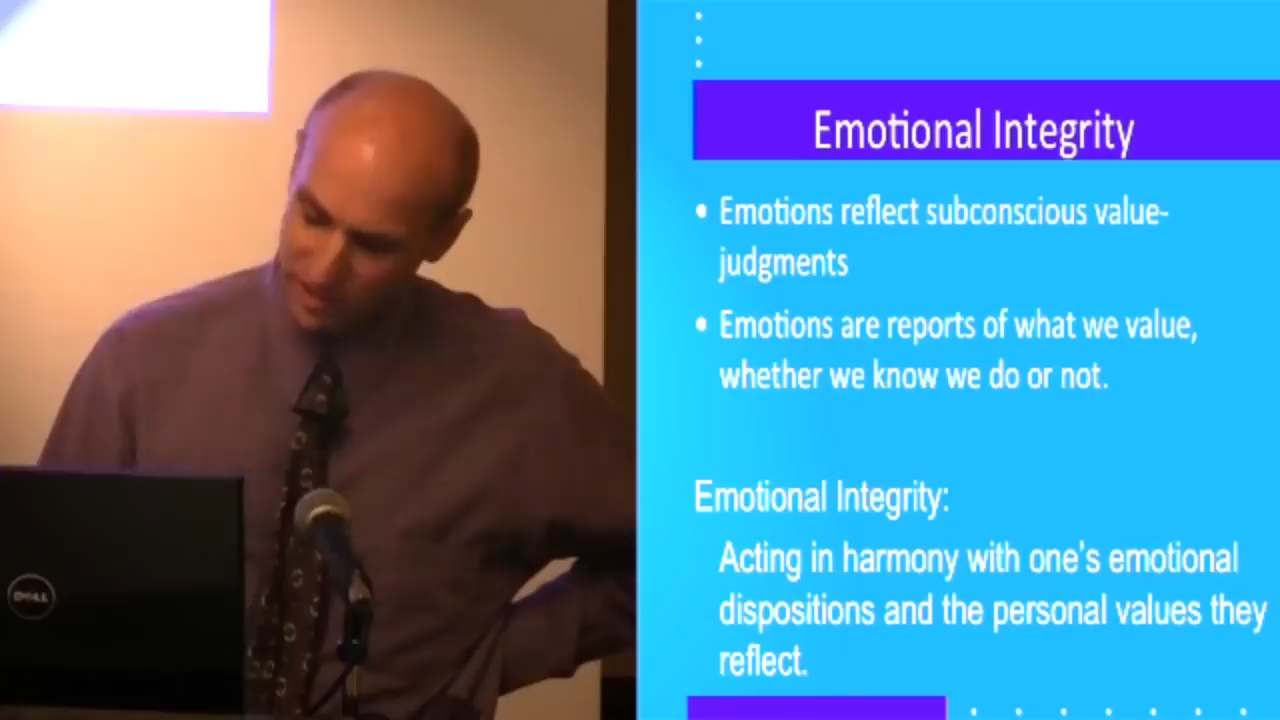 Emotional Integrity
• Emotions reflect subconscious value-
judgments
• Emotions are reports of what we value,
whether we know we do or not.
Emotional Integrity:
Acting in harmony with one's emotional
dispositions and the personal values they
reflect.
DELL